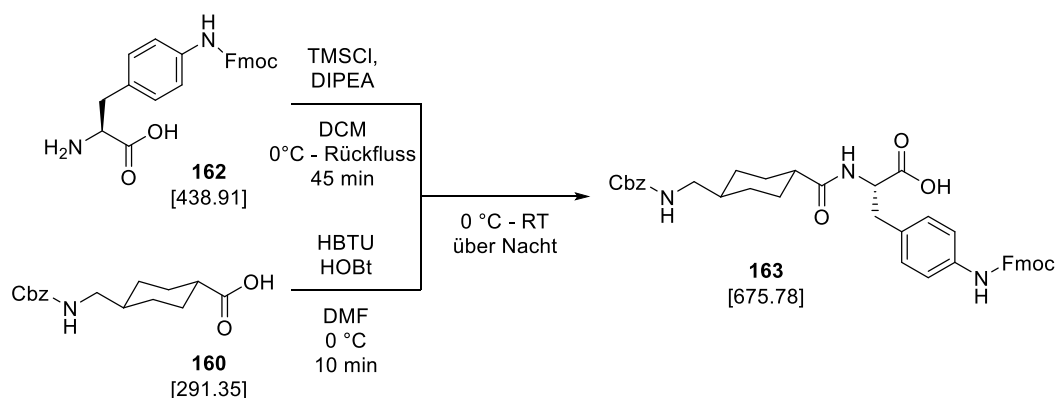 H
N
Fmoc
H2N
OH
O
162
[438.91]
TMSCl,
DIPEA
DCM
0°C - Rückfluss
45 min
Cbz
N
H
OH
O
160
[291.35]
HBTU
HOBt
DMF
0 °C
10 min
0 °C - RT
über Nacht
Cbz
N
H
O
H
N
O
OH
N
H
Fmoc
163
[675.78]